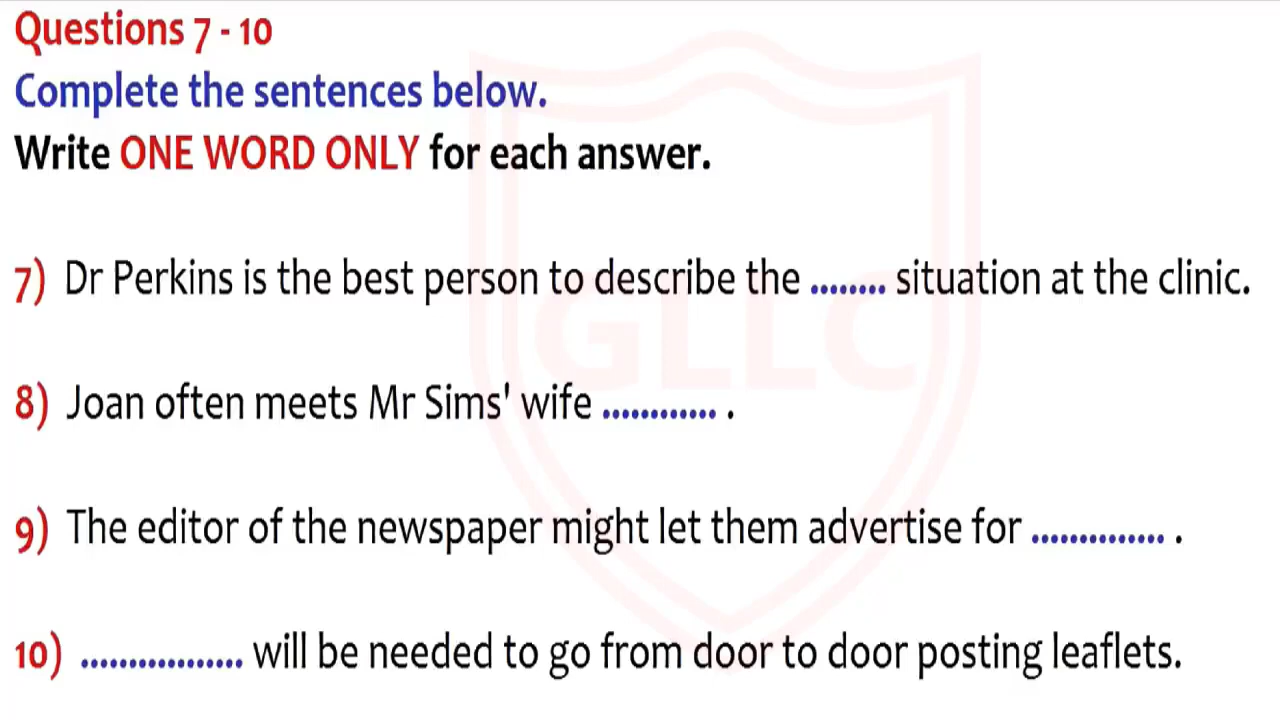 Questions 7 - 10
Complete the sentences below.
Write ONE WORD ONLY for each answer.
7) Dr Perkins is the best person to describe the ........ situation at the clinic.
8) Joan often meets Mr Sims' wife ............ .
GLLC
9) The editor of the newspaper might let them advertise for .............. .
10) ................. will be needed to go from door to door posting leaflets.